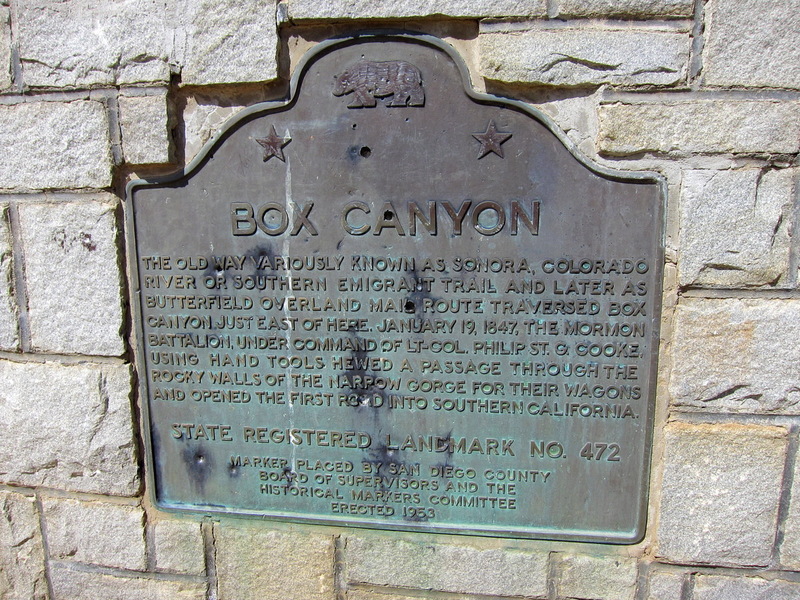 BOX CANYON
THE OLD WAY VARIOUSLY KNOWN AS SONORA, COLORADO
RIVER OR SOUTHERN EMIGRANT TRAIL AND LATER AS
BUTTERFIELD OVERLAND MAIL ROUTE TRAVERSED BOX
CANYON JUST EAST OF HERE. JANUARY 19, 1847, THE MORMON
BATTALION, UNDER COMMAND OF LT-COL. PHILIP ST. G. COOKE,
USING HAND TOOLS HEWED A PASSAGE THROUGH THE
ROCKY WALLS OF THE NARROW GORGE FOR THEIR WAGONS
AND OPENED THE FIRST ROAD INTO SOUTHERN CALIFORNIA.
STATE REGISTERED LANDMARK NO. 472
MARKER PLACED BY SAN DIEGO COUNTY
BOARD OF SUPERVISORS AND THE
HISTORICAL MARKERS COMMITTEE
ERECTED 1953